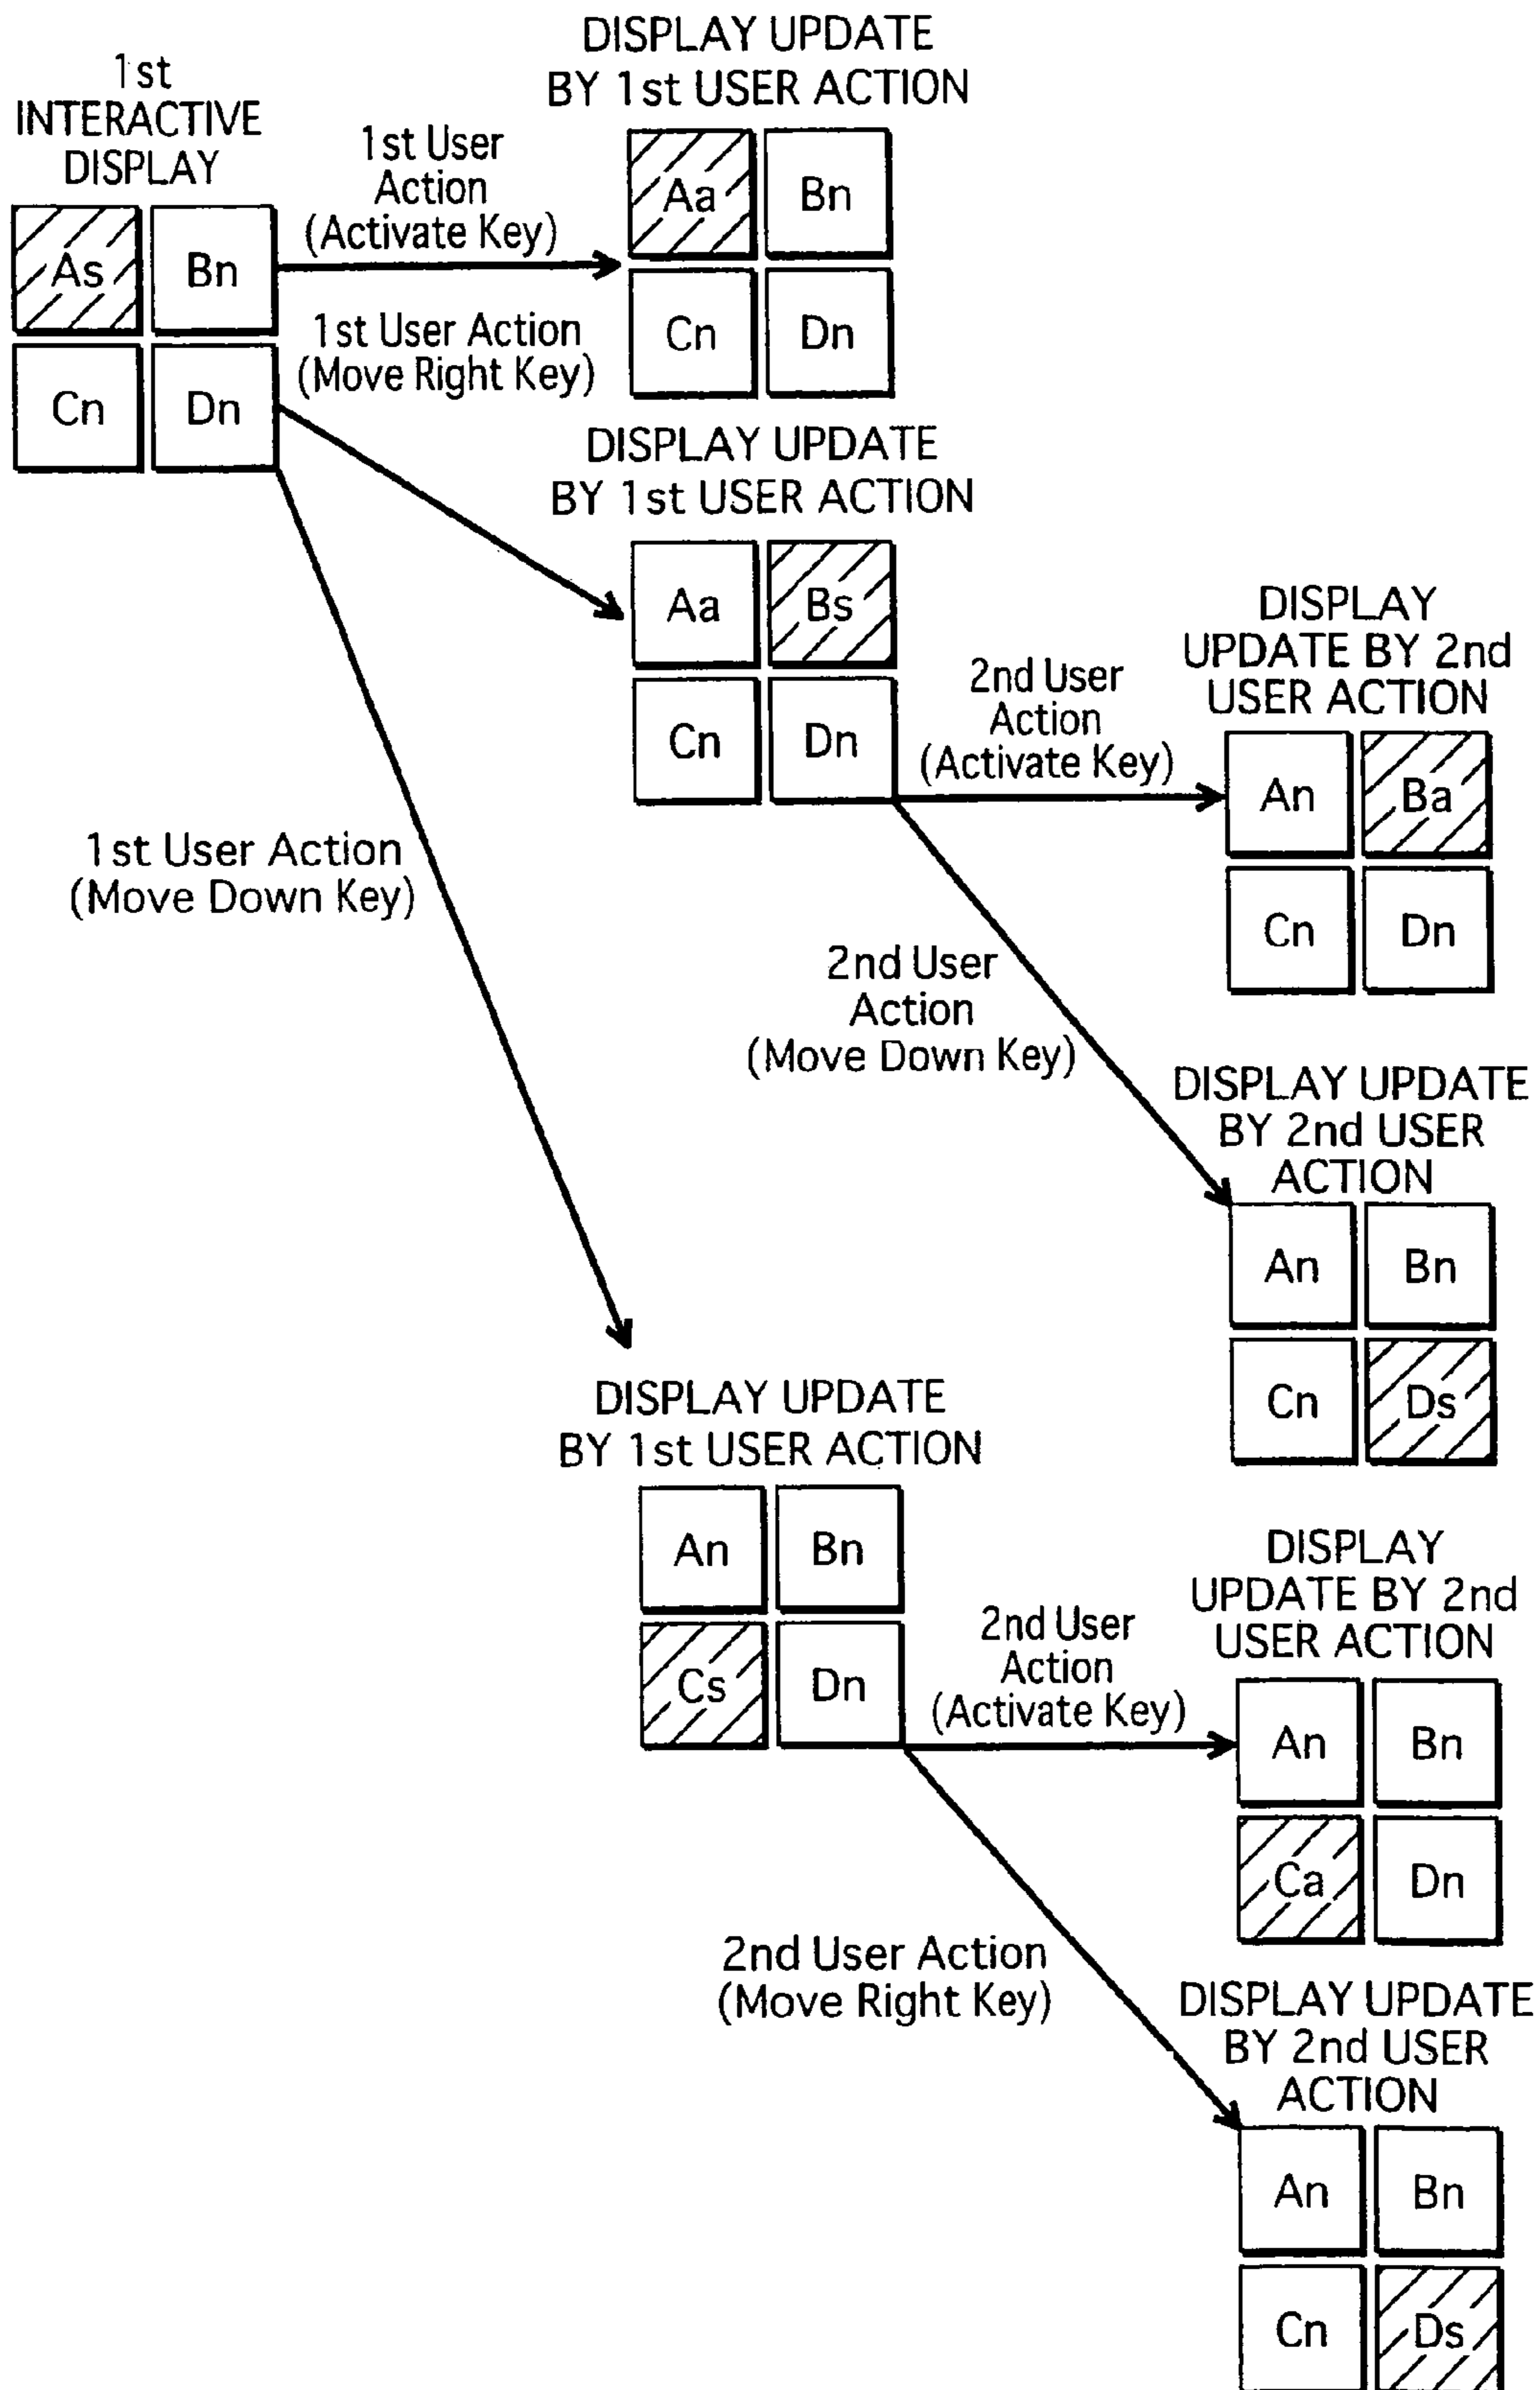 1st
INTERACTIVE
DISPLAY
As Bn
Cn Dn
1st User
Action
(Activate Key)
DISPLAY UPDATE
BY 1st USER ACTION
Aa Bn
Cn Dn
1st User Action
(Move Right Key)
DISPLAY UPDATE
BY 1st USER ACTION
Aa Bs
Cn Dn
2nd User
Action
(Activate Key)
DISPLAY
UPDATE BY 2nd
USER ACTION
An Ba
Cn Dn
2nd User
Action
(Move Down Key)
DISPLAY UPDATE
BY 2nd USER
ACTION
An Bn
Cn Ds
1st User Action
(Move Down Key)
DISPLAY UPDATE
BY 1st USER ACTION
An Bn
Cs Dn
2nd User
Action
(Activate Key)
DISPLAY
UPDATE BY 2nd
USER ACTION
An Bn
Ca Dn
2nd User Action
(Move Right Key)
DISPLAY UPDATE
BY 2nd USER
ACTION
An Bn
Cn Ds